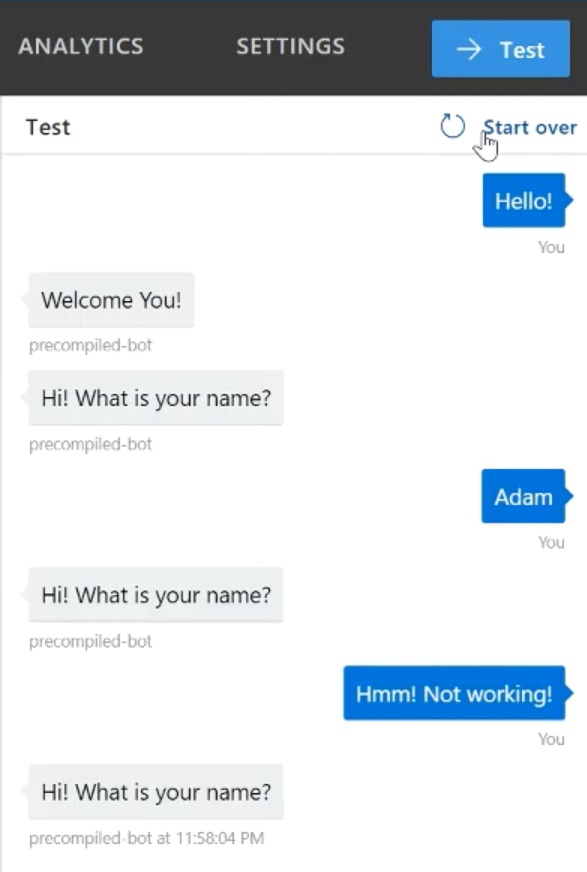 ANALYTICS SETTINGS → Test
Test Start over
Hello!
You
Welcome You!
precompiled-bot
Hi! What is your name?
precompiled-bot
Adam
You
Hi! What is your name?
precompiled-bot
Hmm! Not working!
You
Hi! What is your name?
precompiled-bot at 11:58:04 PM